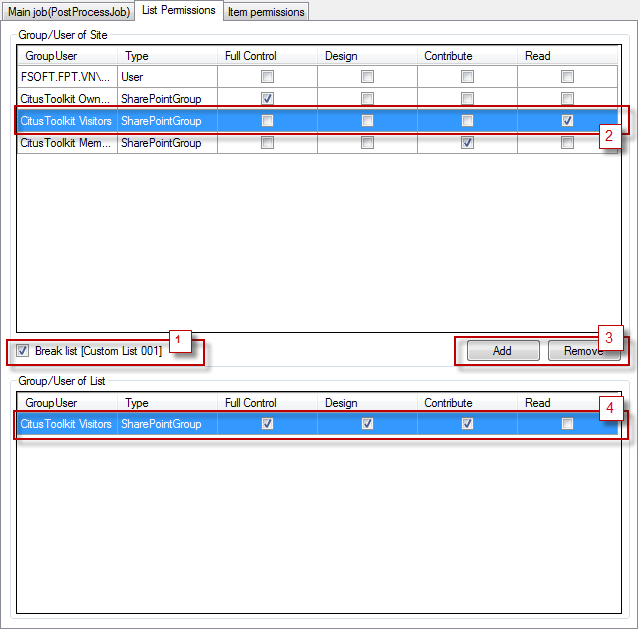 Main job(PostProcessJob) List Permissions Item permissions
Group/User of Site
GroupUser Type Full Control Design Contribute Read
FSOFT.FPT.VN\... User
CitusToolkit Own... SharePointGroup
CitusToolkit Visitors SharePointGroup
2
CitusToolkit Mem... SharePointGroup
1
3
Break list [Custom List 001] Add Remove
Group/User of List
GroupUser Type Full Control Design Contribute Read
4
CitusToolkit Visitors SharePointGroup